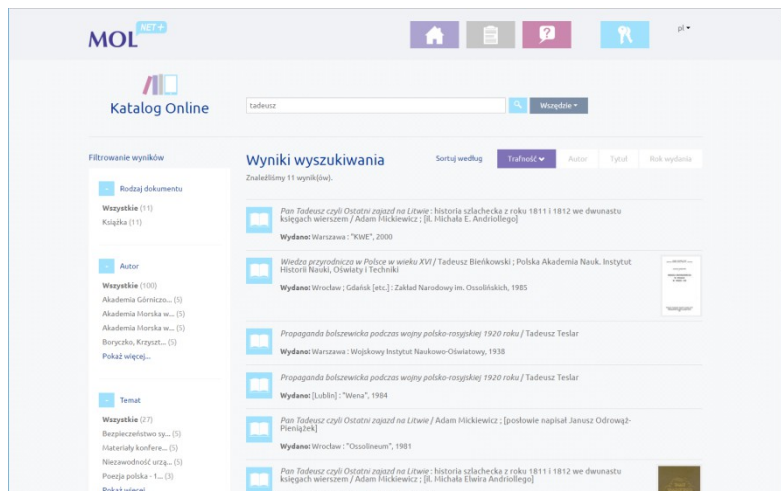 MOL NET+
pl
Katalog Online
tadeusz
Wszędzie
Filtrowanie wyników
Rodzaj dokumentu
Wszystkie (11)
Książka (11)
Autor
Wszystkie (100)
Akademia Górniczo... (5)
Akademia Morska w... (5)
Akademia Morska w... (5)
Boryczko, Krzyszt... (5)
Pokaż więcej...
Temat
Wszystkie (27)
Bezpieczeństwo sy... (5)
Materiały konfere... (5)
Niezawodność urzą... (5)
Poezja polska - 1... (3)
Pokaż więcej
Wyniki wyszukiwania
Sortuj według
Trafność
Autor
Tytuł
Rok wydania
Znaleźliśmy 11 wynik(ów).
Pan Tadeusz czyli Ostatni zajazd na Litwie : historia szlachecka z roku 1811 i 1812 we dwunastu
księgach wierszem / Adam Mickiewicz ; [il. Michała E. Andriollego]
Wydano: Warszawa : "KWE", 2000
Wiedza przyrodnicza w Polsce w wieku XVI / Tadeusz Bieńkowski ; Polska Akademia Nauk. Instytut
Historii Nauki, Oświaty i Techniki
Wydano: Wrocław ; Gdańsk [etc.] : Zakład Narodowy im. Ossolińskich, 1985
Propaganda bolszewicka podczas wojny polsko-rosyjskiej 1920 roku / Tadeusz Teslar
Wydano: Warszawa : Wojskowy Instytut Naukowo-Oświatowy, 1938
Propaganda bolszewicka podczas wojny polsko-rosyjskiej 1920 roku / Tadeusz Teslar
Wydano: [Lublin] : "Wena", 1984
Pan Tadeusz czyli Ostatni zajazd na Litwie / Adam Mickiewicz ; [posłowie napisał Janusz Odrowąż-
Pieniążek]
Wydano: Wrocław : "Ossolineum", 1981
Pan Tadeusz czyli Ostatni zajazd na Litwie : historia szlachecka z roku 1811 i 1812 we dwunastu
księgach wierszem / Adam Mickiewicz ; [il. Michała Elwira Andriollego]